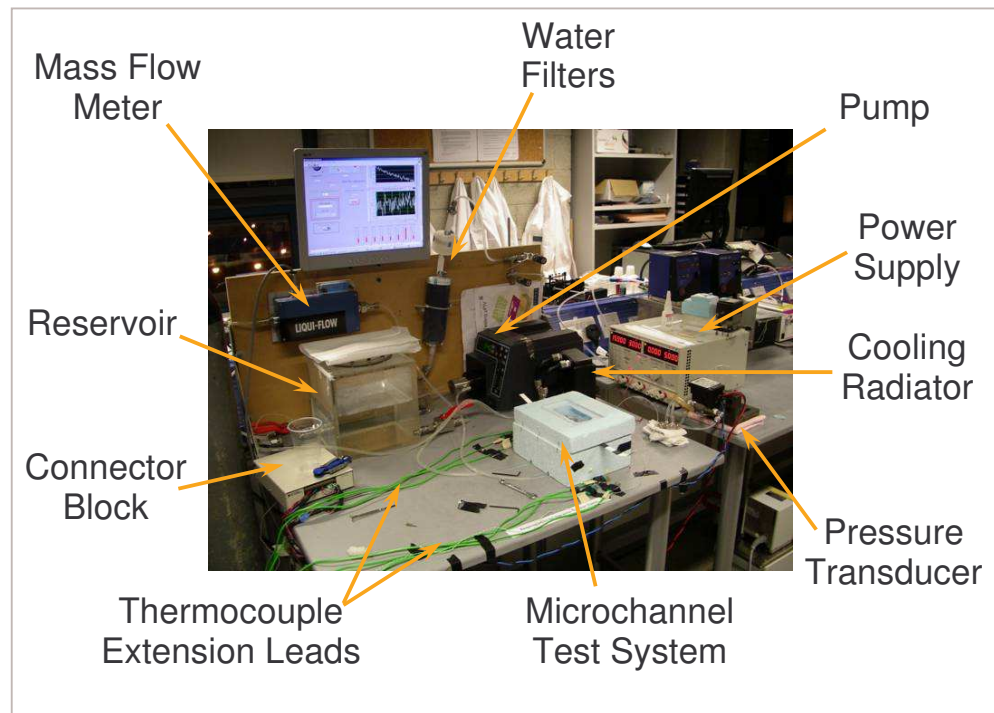 Water
Filters
Mass Flow
Meter
Pump
Power
Supply
Reservoir
LIQUI-FLOW
Cooling
Radiator
Connector
Block
Pressure
Transducer
Thermocouple
Extension Leads
Microchannel
Test System